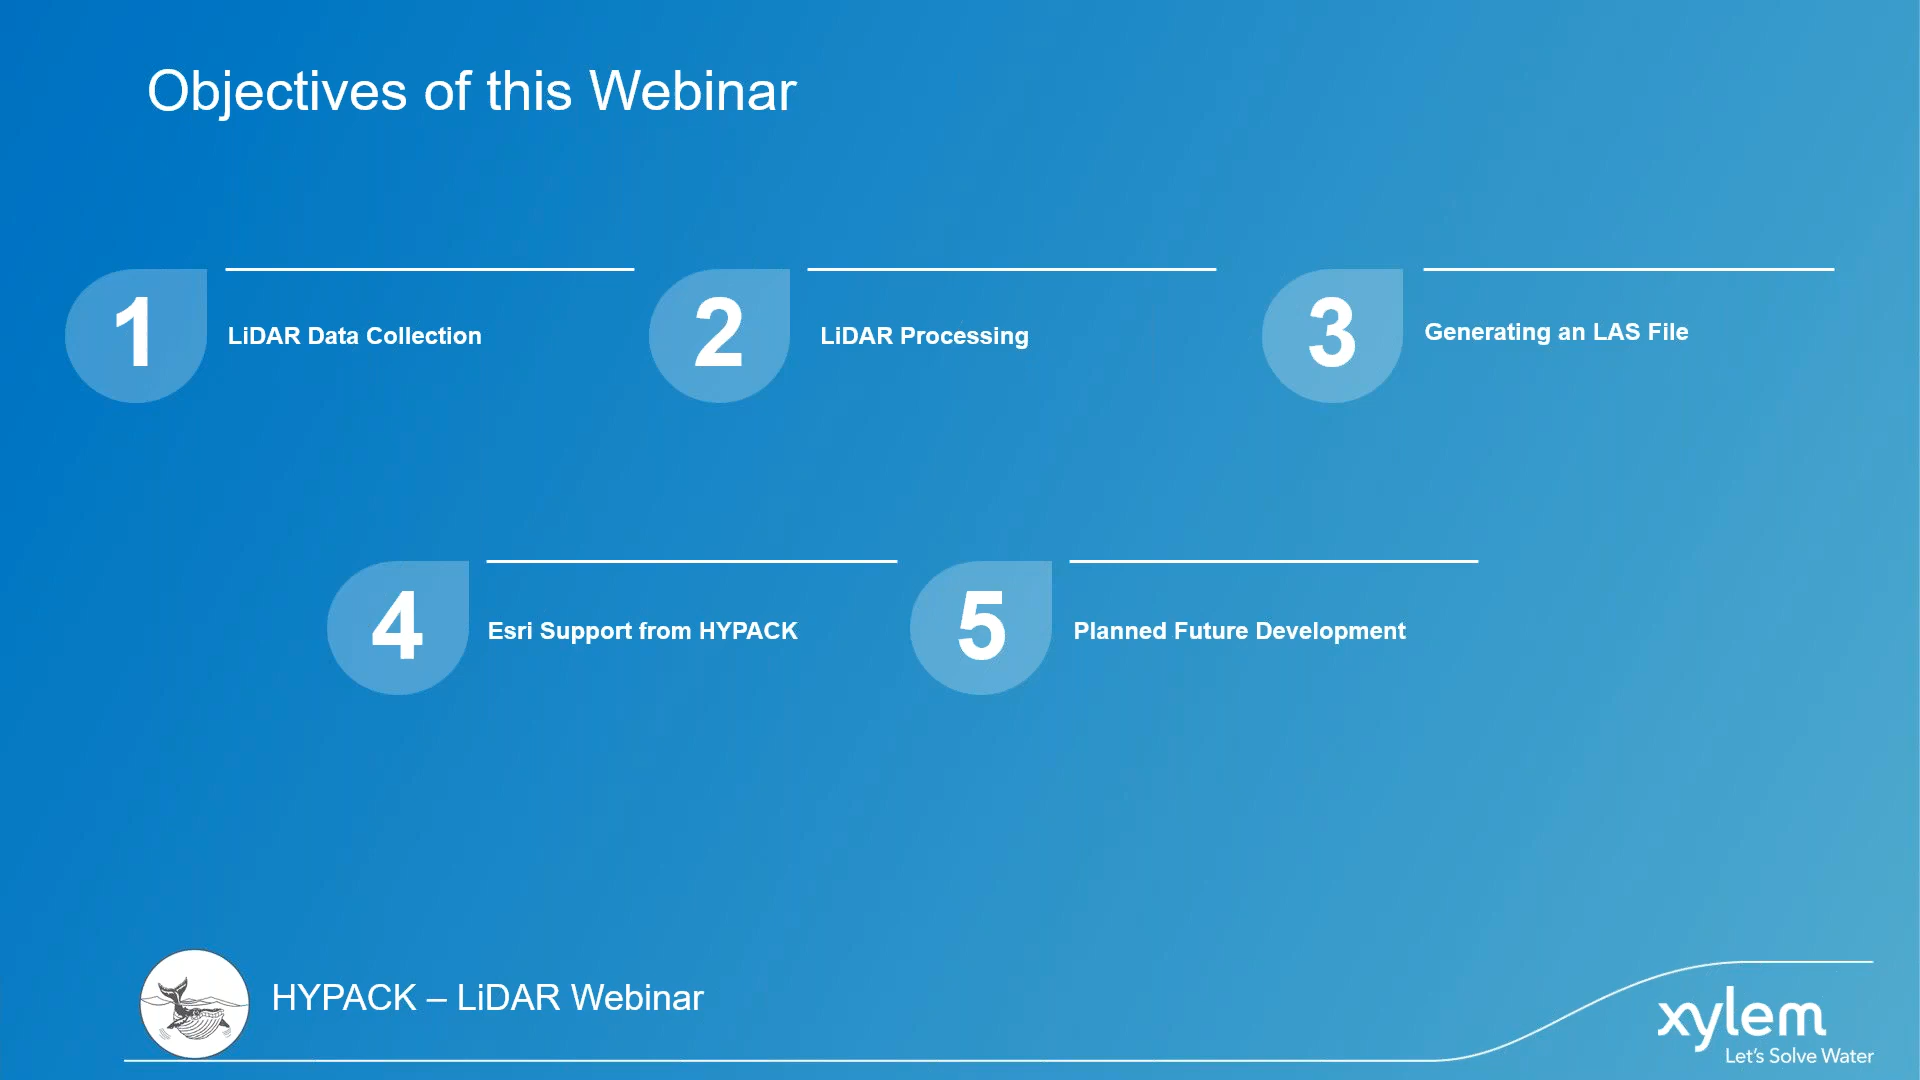 Objectives of this Webinar
1
LiDAR Data Collection
2
LiDAR Processing
3
Generating an LAS File
4
Esri Support from HYPACK
5
Planned Future Development
HYPACK – LiDAR Webinar
xylem
Let's Solve Water